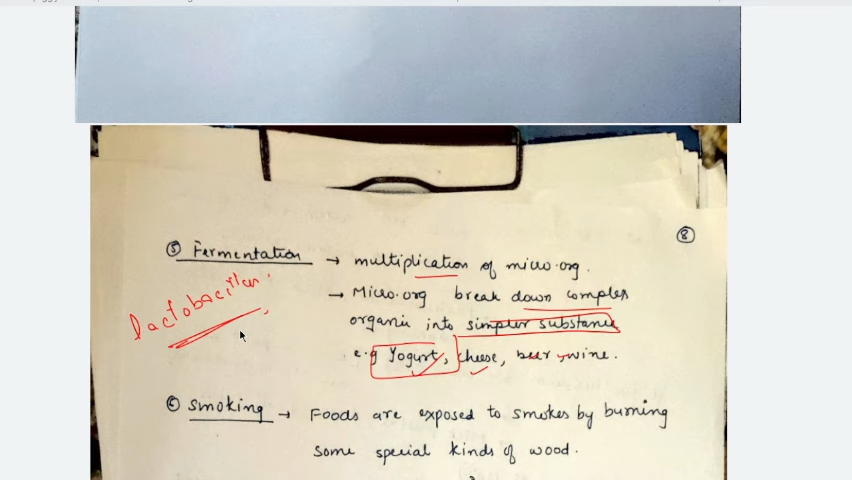 ⑧
⑤ Fermentation → multiplication of micro-org.
→ Micro-org break down complex
organic into simpler substance
e.g Yogurt, cheese, beer, wine.
lactobacillus
⑥ Smoking → Foods are exposed to smokes by burning
some special kinds of wood.